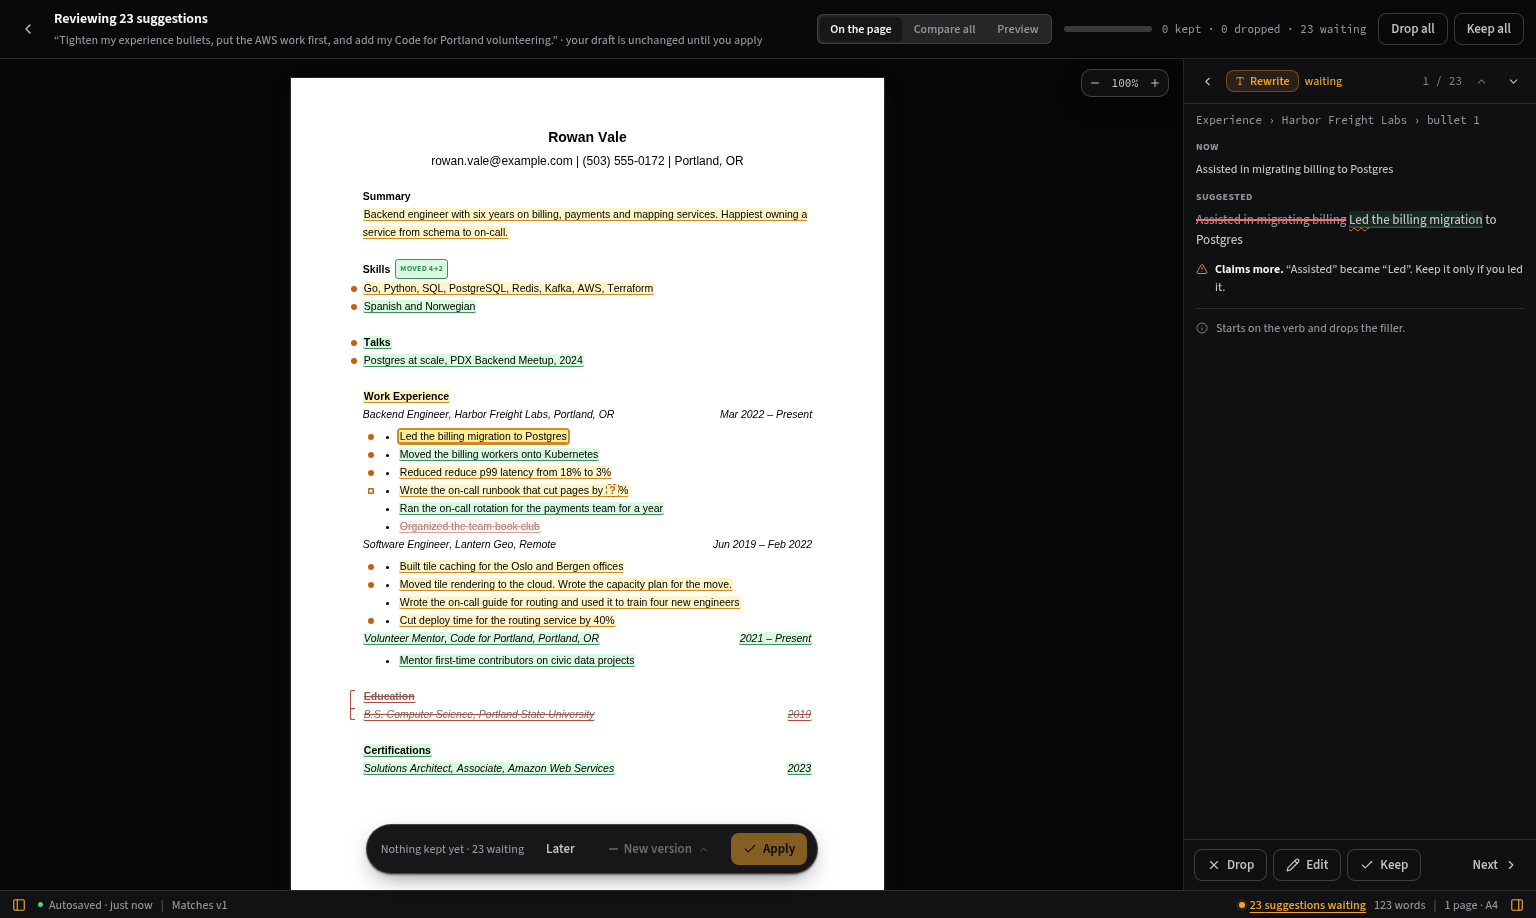 Reviewing 23 suggestions
“Tighten my experience bullets, put the AWS work first, and add my Code for Portland volunteering.” · your draft is unchanged until you apply
On the page
Compare all
Preview
0 kept · 0 dropped · 23 waiting
Drop all
Keep all
100%
Rowan Vale
rowan.vale@example.com | (503) 555-0172 | Portland, OR
Summary
Backend engineer with six years on billing, payments and mapping services. Happiest owning a
service from schema to on-call.
Skills MOVED 4→2
Go, Python, SQL, PostgreSQL, Redis, Kafka, AWS, Terraform
Spanish and Norwegian
Talks
Postgres at scale, PDX Backend Meetup, 2024
Work Experience
Backend Engineer, Harbor Freight Labs, Portland, OR Mar 2022 – Present
• Led the billing migration to Postgres
• Moved the billing workers onto Kubernetes
• Reduced reduce p99 latency from 18% to 3%
• Wrote the on-call runbook that cut pages by ?%
• Ran the on-call rotation for the payments team for a year
• Organized the team book club
Software Engineer, Lantern Geo, Remote Jun 2019 – Feb 2022
• Built tile caching for the Oslo and Bergen offices
• Moved tile rendering to the cloud. Wrote the capacity plan for the move.
• Wrote the on-call guide for routing and used it to train four new engineers
• Cut deploy time for the routing service by 40%
Volunteer Mentor, Code for Portland, Portland, OR 2021 – Present
• Mentor first-time contributors on civic data projects
Education
B.S. Computer Science, Portland State University 2019
Certifications
Solutions Architect, Associate, Amazon Web Services 2023
Nothing kept yet · 23 waiting
Later
New version
Apply
Rewrite
waiting
1 / 23
Experience › Harbor Freight Labs › bullet 1
NOW
Assisted in migrating billing to Postgres
SUGGESTED
Assisted in migrating billing Led the billing migration to
Postgres
Claims more. “Assisted” became “Led”. Keep it only if you led
it.
Starts on the verb and drops the filler.
Drop
Edit
Keep
Next
Autosaved · just now | Matches v1
23 suggestions waiting 123 words | 1 page · A4